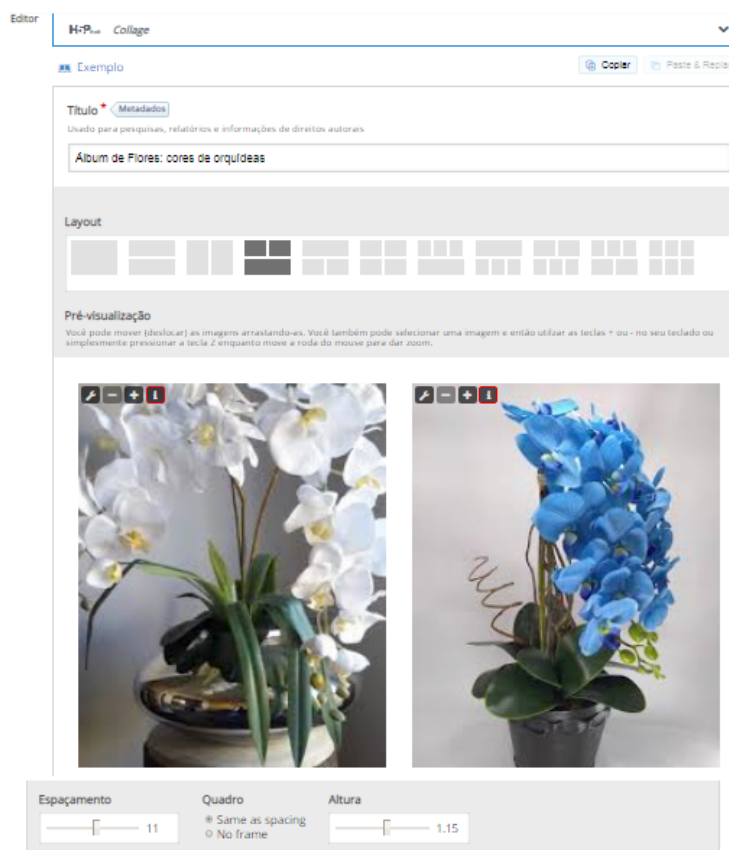 Editor
H-P Collage
Exemplo
Copiar
Paste & Repla
Título * Metadados
Usado para pesquisas, relatórios e informações de direitos autorais
Álbum de Flores: cores de orquídeas
Layout
Pré-visualização
Você pode mover (deslocar) as imagens arrastando-as. Você também pode selecionar uma imagem e então utilzar as teclas + ou - no seu teclado ou
simplesmente pressionar a tecla Z enquanto move a roda do mouse para dar zoom.
Espaçamento
11
Quadro
Same as spacing
No frame
Altura
1.15